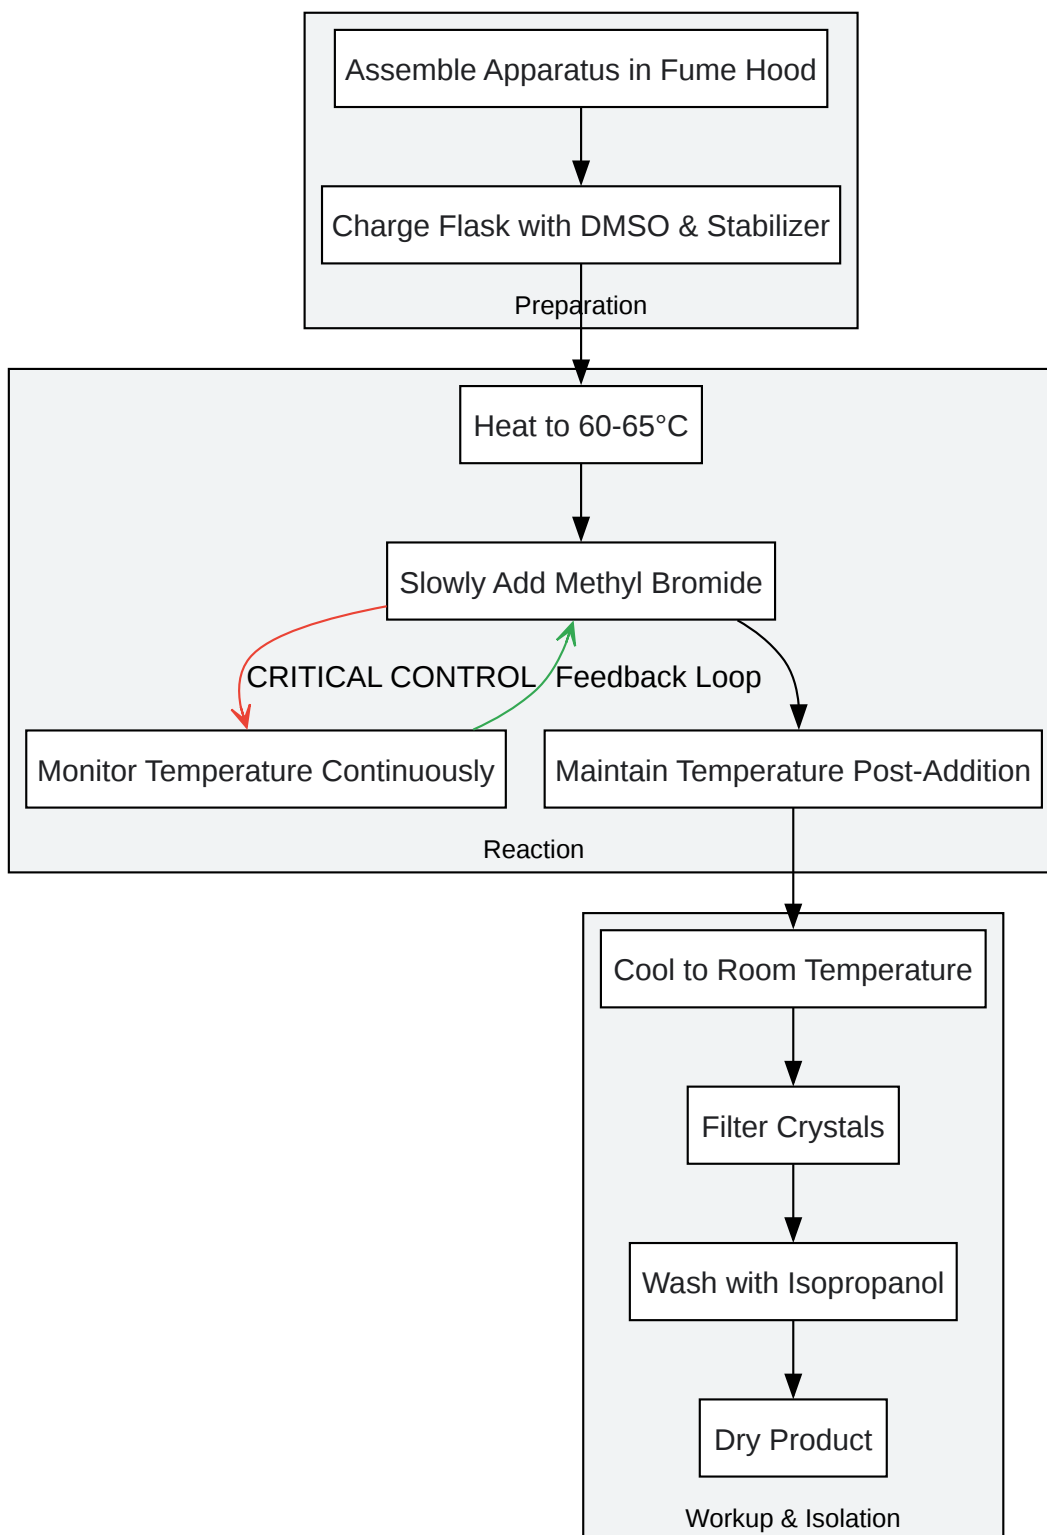 Assemble Apparatus in Fume Hood
Charge Flask with DMSO & Stabilizer
Preparation
Heat to 60-65°C
Slowly Add Methyl Bromide
CRITICAL CONTROL
Feedback Loop
Monitor Temperature Continuously
Maintain Temperature Post-Addition
Reaction
Cool to Room Temperature
Filter Crystals
Wash with Isopropanol
Dry Product
Workup & Isolation